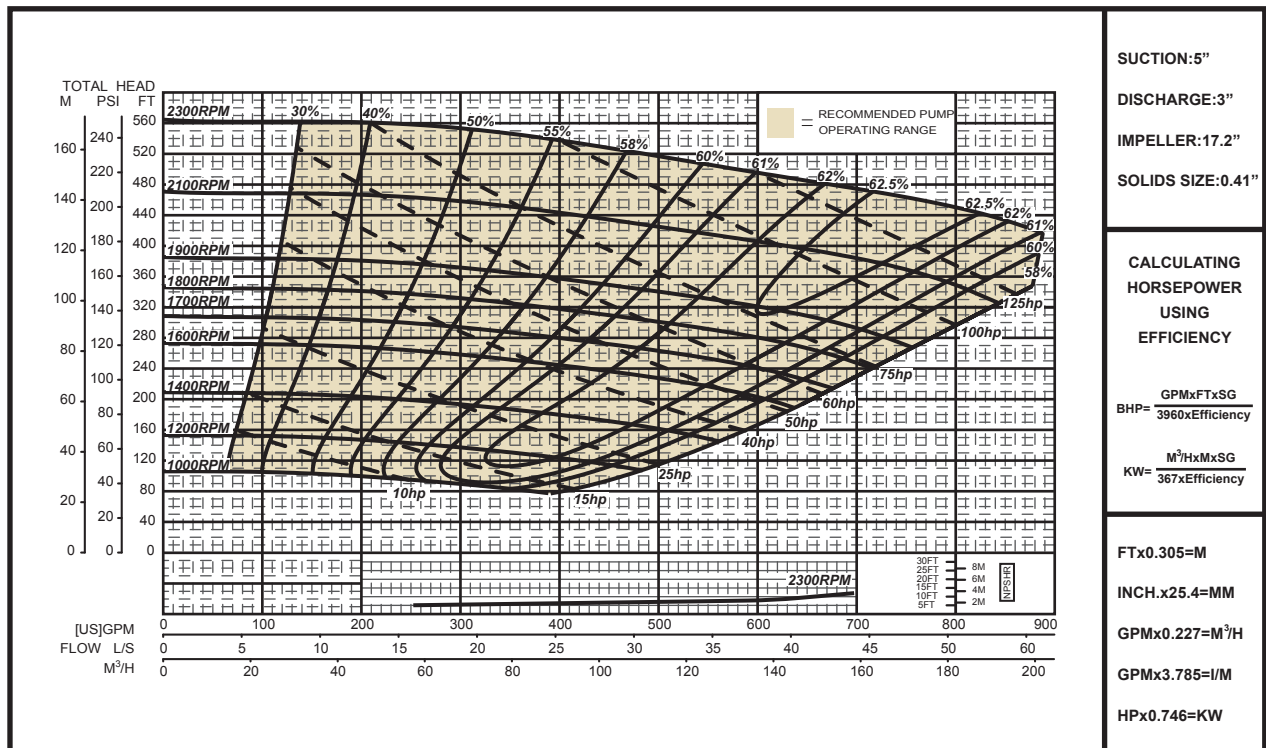 TOTAL HEAD
M PSI FT
160
140
120
100
80
60
40
20
0
240
220
200
180
160
140
120
100
80
60
40
20
0
560
520
480
440
400
360
320
280
240
200
160
120
80
40
0
2300RPM
2100RPM
1900RPM
1800RPM
1700RPM
1600RPM
1400RPM
1200RPM
1000RPM
30%
40%
50%
55%
58%
60%
61%
62%
62.5%
62.5%
62%
61%
60%
58%
125hp
100hp
75hp
60hp
50hp
40hp
25hp
15hp
10hp
RECOMMENDED PUMP
OPERATING RANGE
2300RPM
30FT
25FT
20FT
15FT
10FT
5FT
8M
6M
4M
2M
NPSHR
[US]GPM 0 100 200 300 400 500 600 700 800 900
FLOW L/S 0 5 10 15 20 25 30 35 40 45 50 60
M³/H 0 20 40 60 80 100 120 140 160 180 200
SUCTION:5”
DISCHARGE:3”
IMPELLER:17.2”
SOLIDS SIZE:0.41”
CALCULATING
HORSEPOWER
USING
EFFICIENCY
BHP= GPMxFTxSG
3960xEfficiency
KW= M³HxMxSG
367xEfficiency
FTx0.305=M
INCH.x25.4=MM
GPMx0.227=M³/H
GPMx3.785=l/M
HPx0.746=KW